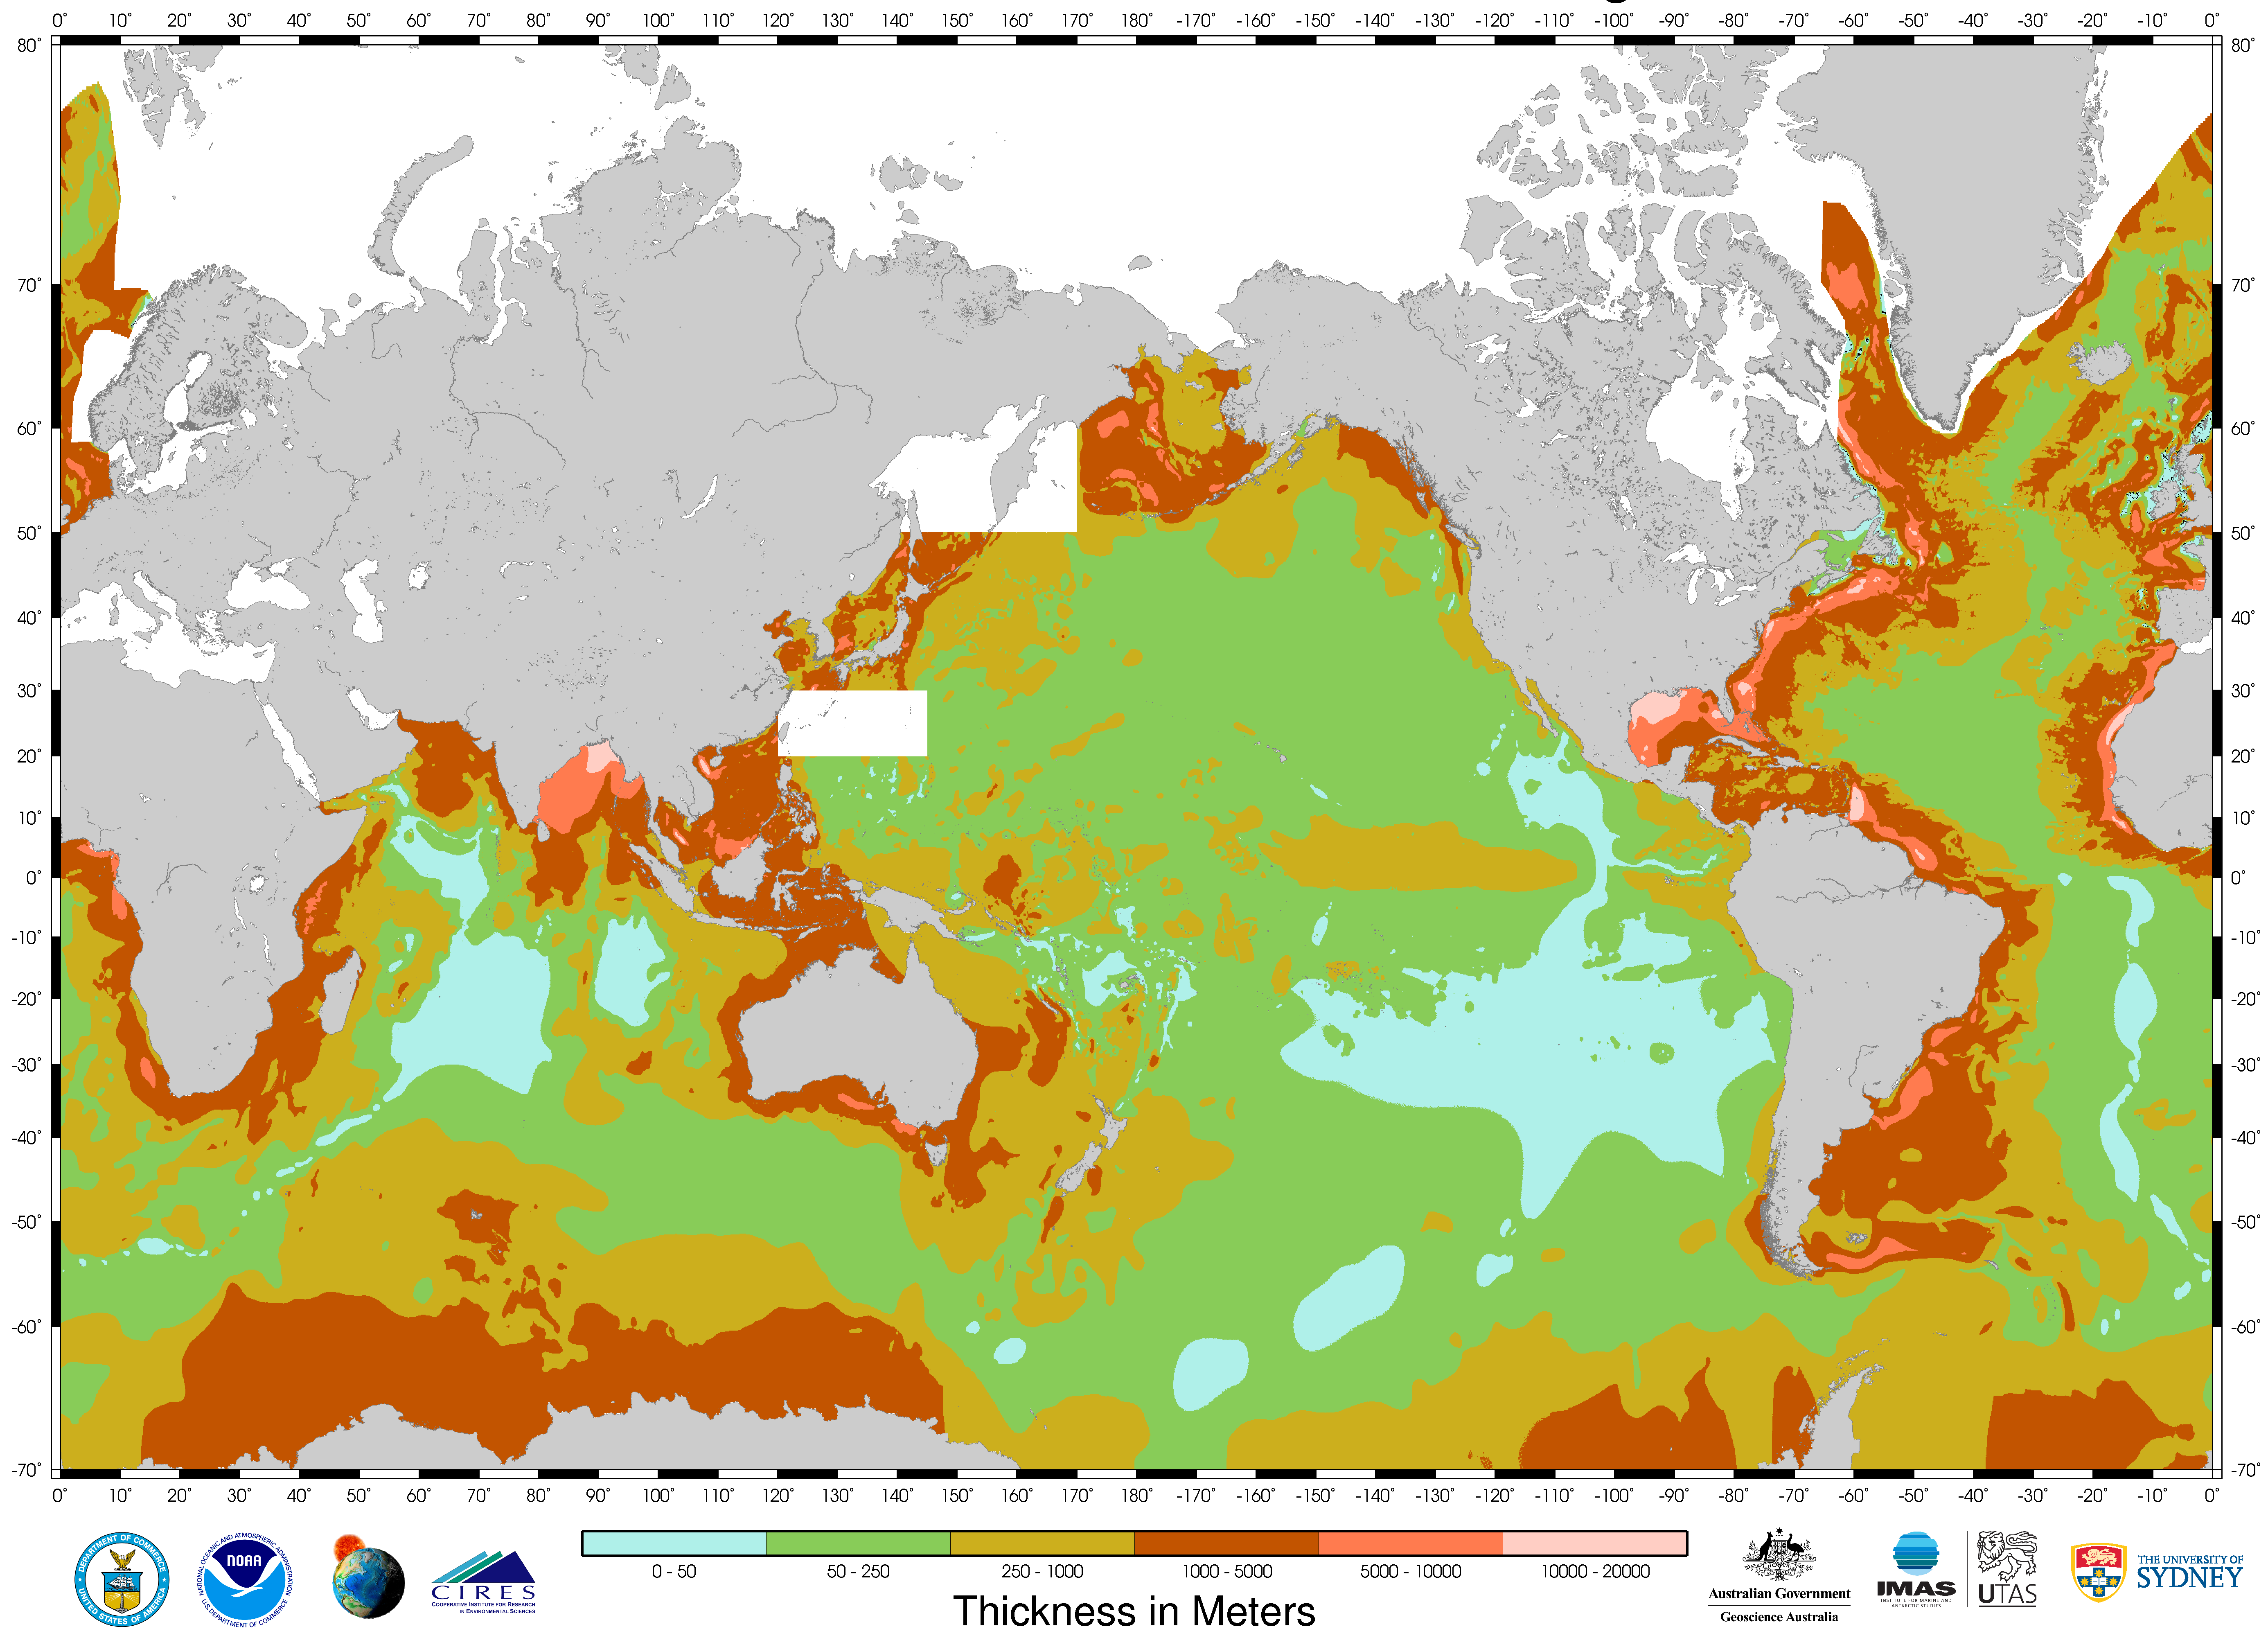 0° 10° 20° 30° 40° 50° 60° 70° 80° 90° 100° 110° 120° 130° 140° 150° 160° 170° 180° -170° -160° -150° -140° -130° -120° -110° -100° -90° -80° -70° -60° -50° -40° -30° -20° -10° 0°
80° 80°
70° 70°
60° 60°
50° 50°
40° 40°
30° 30°
20° 20°
10° 10°
0° 0°
-10° -10°
-20° -20°
-30° -30°
-40° -40°
-50° -50°
-60° -60°
-70° -70°
0° 10° 20° 30° 40° 50° 60° 70° 80° 90° 100° 110° 120° 130° 140° 150° 160° 170° 180° -170° -160° -150° -140° -130° -120° -110° -100° -90° -80° -70° -60° -50° -40° -30° -20° -10° 0°
DEPARTMENT OF COMMERCE
UNITED STATES OF AMERICA
NATIONAL OCEANIC AND ATMOSPHERIC ADMINISTRATION
NOAA
U.S. DEPARTMENT OF COMMERCE
CIRES
COOPERATIVE INSTITUTE FOR RESEARCH
IN ENVIRONMENTAL SCIENCES
0 - 50 50 - 250 250 - 1000 1000 -5000 5000 - 10000 10000 -20000
Thickness in Meters
Australian Government
Geoscience Australia
IMAS
INSTITUTE FOR MARINE AND
ANTARCTIC STUDIES
UTAS
THE UNIVERSITY OF
SYDNEY